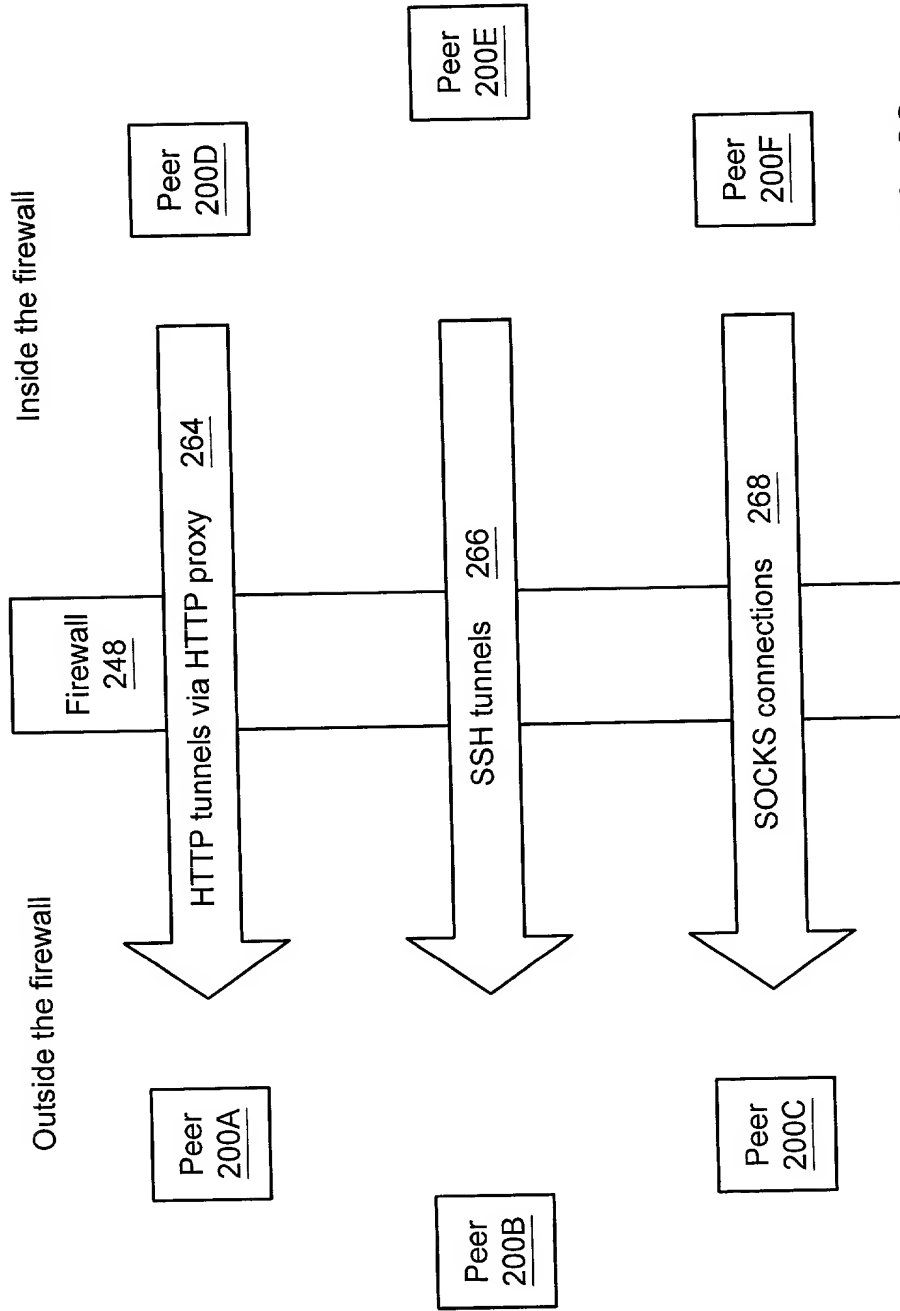 Outside the firewall
Inside the firewall
Firewall
248
Peer
200A
HTTP tunnels via HTTP proxy 264
Peer
200D
Peer
200B
SSH tunnels 266
Peer
200E
Peer
200C
SOCKS connections 268
Peer
200F